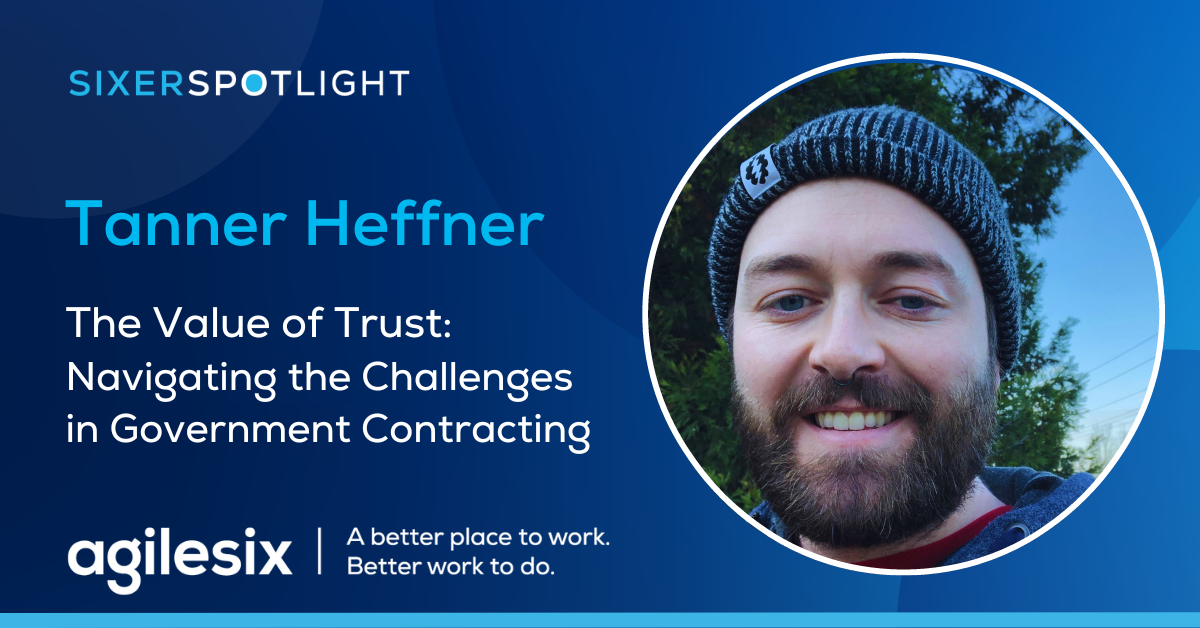 SIXERSPOTLIGHT
Tanner Heffner
The Value of Trust:
Navigating the Challenges
in Government Contracting
agilesix
A better place to work.
Better work to do.